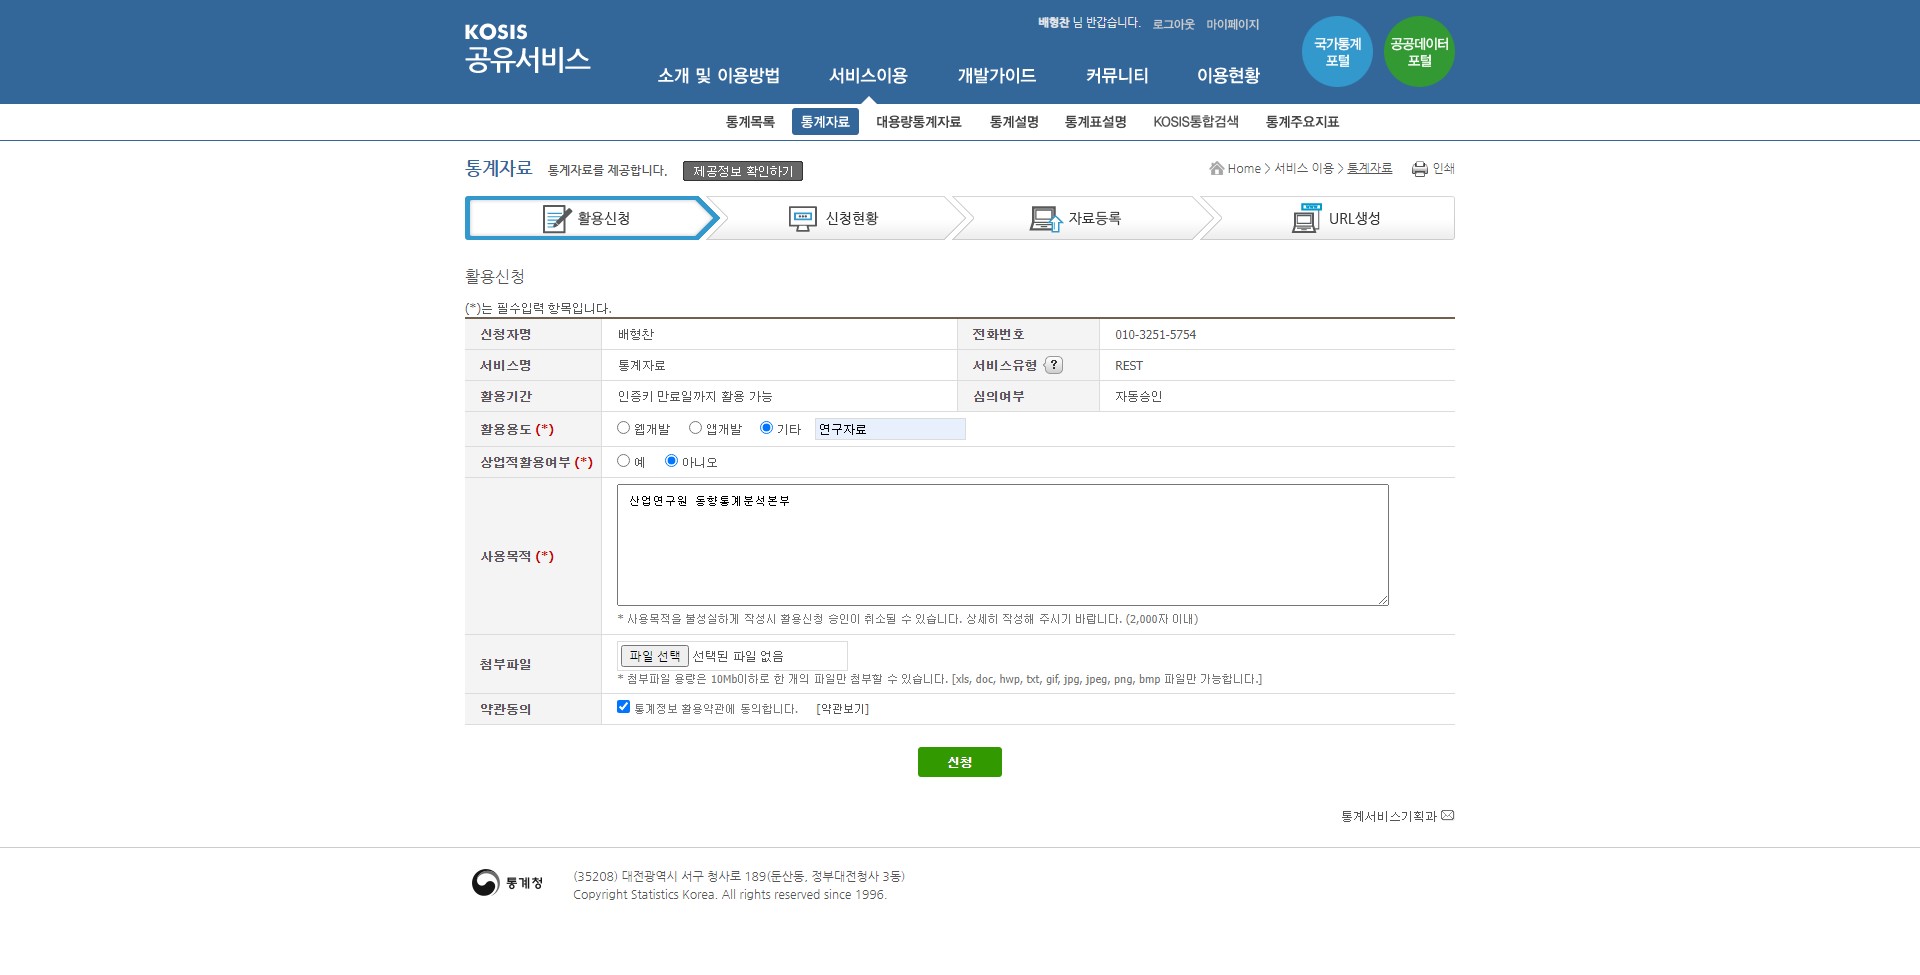 KOSIS
공유서비스
배형찬 님 반갑습니다. 로그아웃 마이페이지
국가통계
포털
공공데이터
포털
소개 및 이용방법 서비스이용 개발가이드 커뮤니티 이용현황
통계목록 통계자료 대용량통계자료 통계설명 통계표설명 KOSIS통합검색 통계주요지표
통계자료 통계자료를 제공합니다. 제공정보 확인하기 Home > 서비스 이용 > 통계자료 인쇄
활용신청 신청현황 자료등록 URL생성
활용신청
(*)는 필수입력 항목입니다.
신청자명 배형찬 전화번호 010-3251-5754
서비스명 통계자료 서비스유형 ? REST
활용기간 인증키 만료일까지 활용 가능 심의여부 자동승인
활용용도 (*) 웹개발 앱개발 기타 연구자료
상업적활용여부 (*) 예 아니오
사용목적 (*) 산업연구원 동향통계분석본부
* 사용목적을 불성실하게 작성시 활용신청 승인이 취소될 수 있습니다. 상세히 작성해 주시기 바랍니다. (2,000자 이내)
첨부파일 파일 선택 선택된 파일 없음
* 첨부파일 용량은 10Mb이하로 한 개의 파일만 첨부할 수 있습니다. [xls, doc, hwp, txt, gif, jpg, jpeg, png, bmp 파일만 가능합니다.]
약관동의 통계정보 활용약관에 동의합니다. [약관보기]
신청
통계서비스기획과
통계청
(35208) 대전광역시 서구 청사로 189(둔산동, 정부대전청사 3동)
Copyright Statistics Korea. All rights reserved since 1996.